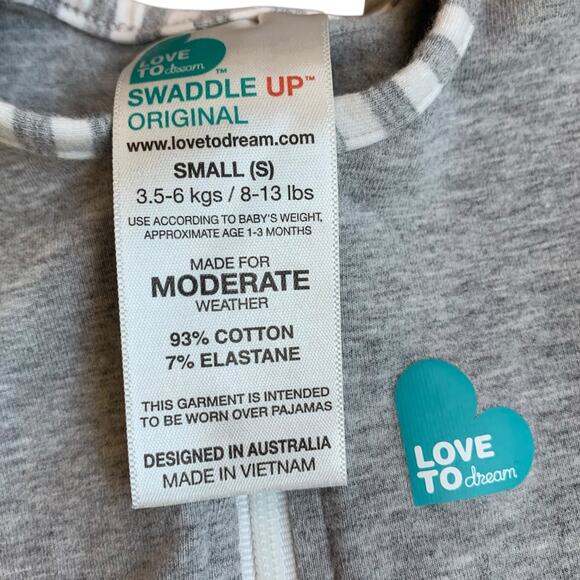 LOVE
TO dream™
SWADDLE UP™
ORIGINAL
www.lovetodream.com
SMALL (S)
3.5-6 kgs / 8-13 lbs
USE ACCORDING TO BABY'S WEIGHT,
APPROXIMATE AGE 1-3 MONTHS
MADE FOR
MODERATE
WEATHER
93% COTTON
7% ELASTANE
THIS GARMENT IS INTENDED
TO BE WORN OVER PAJAMAS
DESIGNED IN AUSTRALIA
MADE IN VIETNAM
LOVE
TO dream